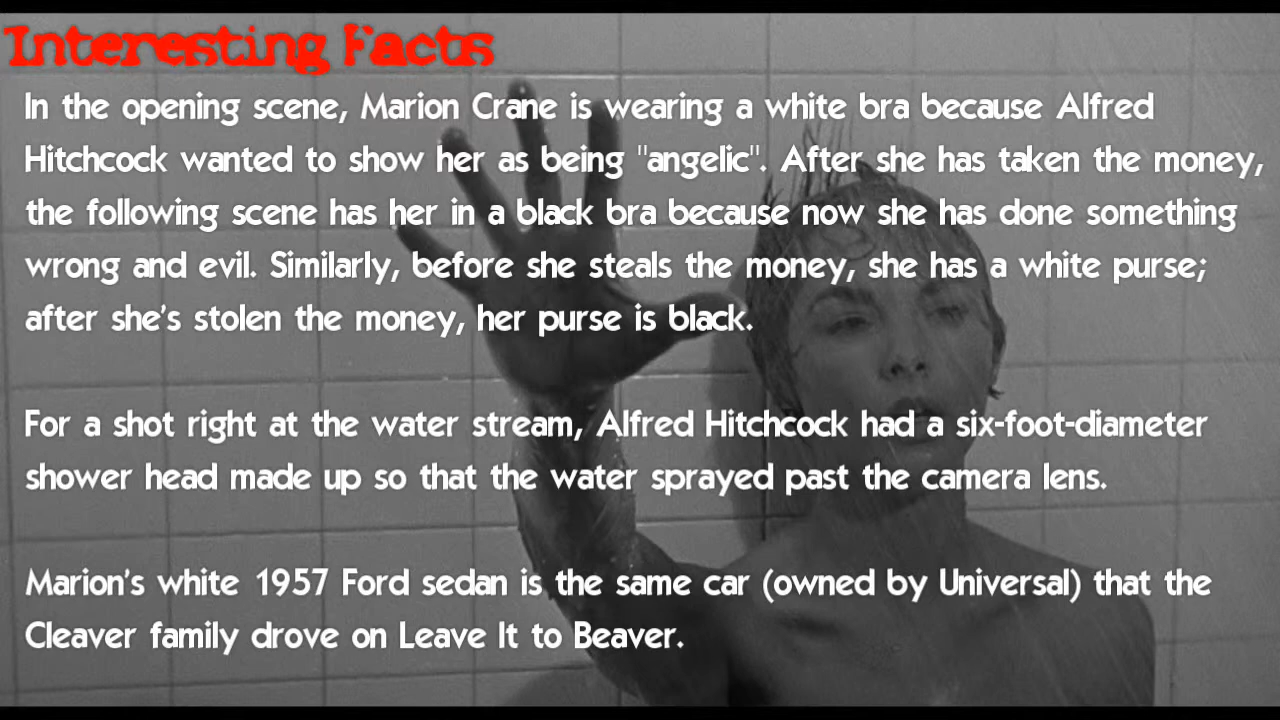 Interesting Facts
In the opening scene, Marion Crane is wearing a white bra because Alfred
Hitchcock wanted to show her as being "angelic". After she has taken the money,
the following scene has her in a black bra because now she has done something
wrong and evil. Similarly, before she steals the money, she has a white purse;
after she's stolen the money, her purse is black.
For a shot right at the water stream, Alfred Hitchcock had a six-foot-diameter
shower head made up so that the water sprayed past the camera lens.
Marion's white 1957 Ford sedan is the same car (owned by Universal) that the
Cleaver family drove on Leave It to Beaver.